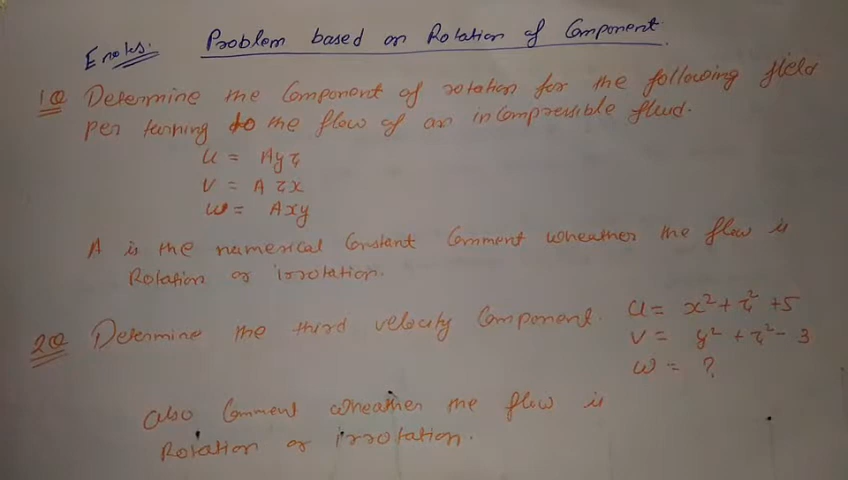 Enotes. Problem based on Rotation of Component.
1Q Determine the Component of rotation for the following field
Per tarning to the flow of an incompressible fluid.
u = Ayz
v = Azx
w = Axy
A is the numerical Constant Comment wheather the flow is
Rotation or irrotation.
2Q Determine the third velocity Component. u = x² + z² + 5
v = y² + z² - 3
w = ?
also Comment wheather the flow is
Rotation or irrotation.